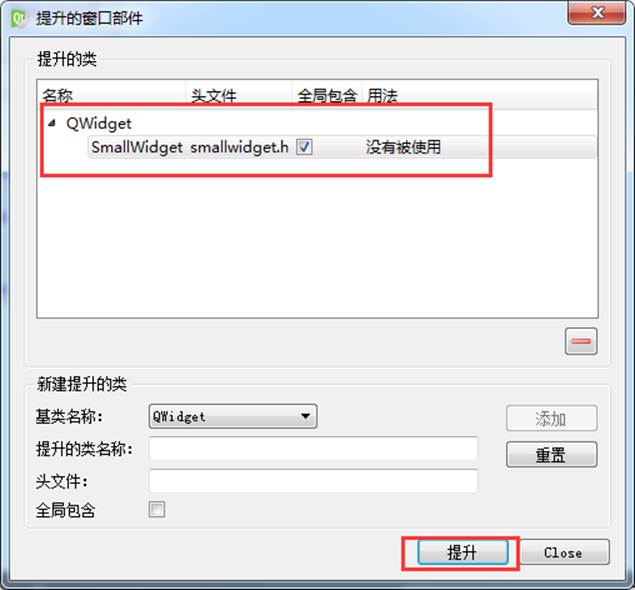 提升的窗口部件
提升的类
名称 头文件 全局包含 用法
QWidget
SmallWidget smallwidget.h 没有被使用
新建提升的类
基类名称: QWidget 添加
提升的类名称: 重置
头文件:
全局包含
提升 Close